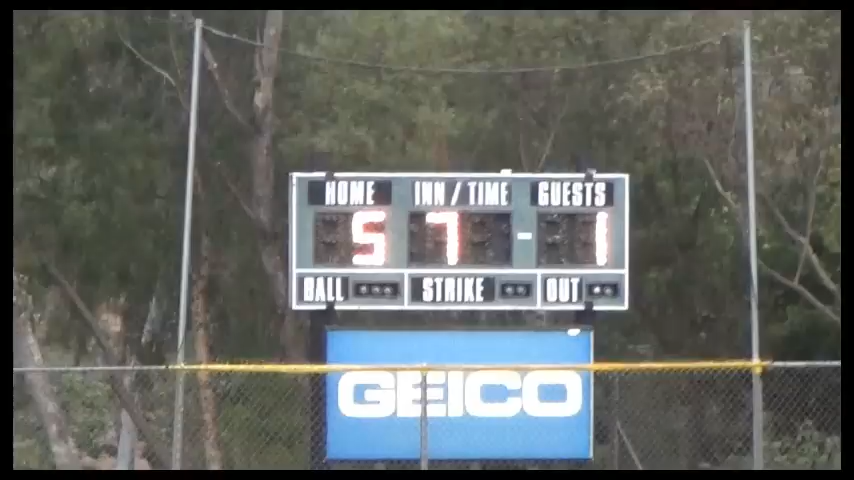 HOME INN / TIME GUESTS
5 7 - 1
BALL STRIKE OUT
GEICO